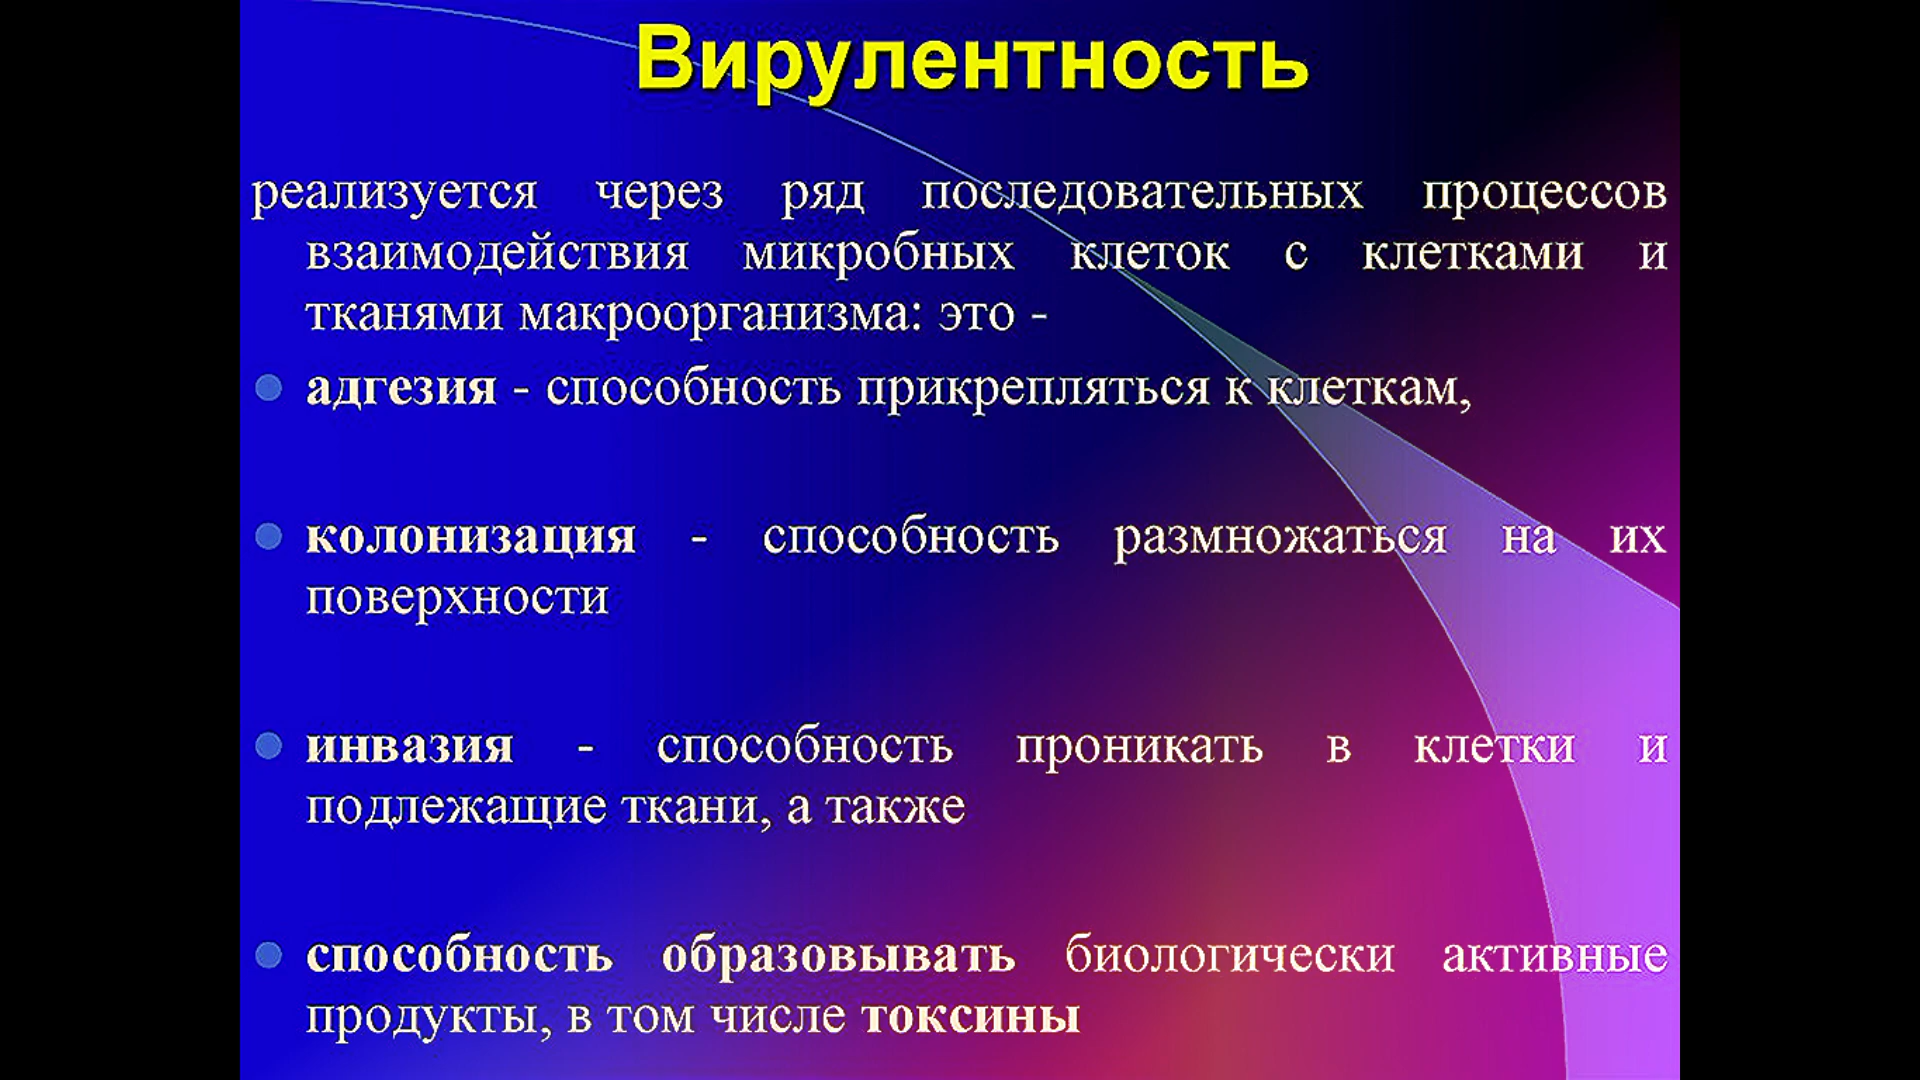 Вирулентность
реализуется через ряд последовательных процессов
взаимодействия микробных клеток с клетками и
тканями макроорганизма: это -
адгезия - способность прикрепляться к клеткам,
колонизация - способность размножаться на их
поверхности
инвазия - способность проникать в клетки и
подлежащие ткани, а также
способность образовывать биологически активные
продукты, в том числе токсины